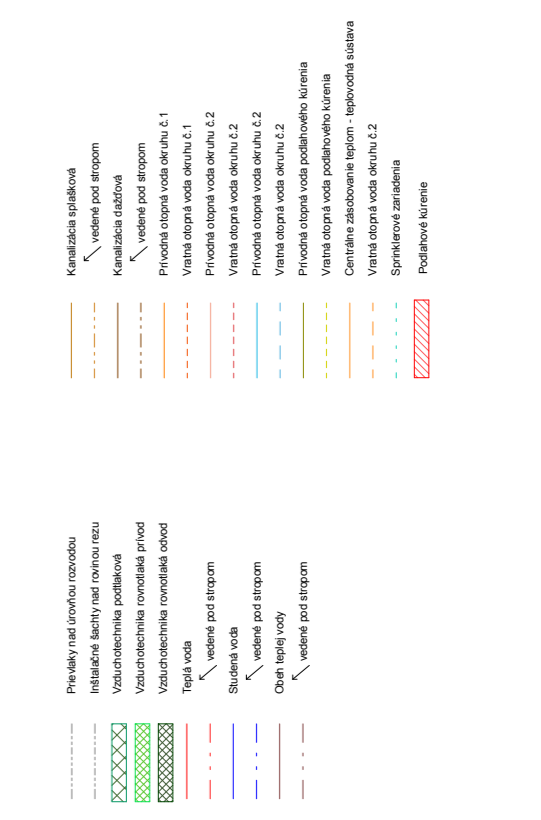 Prievlaky nad úrovňou rozvodou
Inštalačné šachty nad rovinou rezu
Vzduchotechnika podtlaková
Vzduchotechnika rovnotlaká prívod
Vzduchotechnika rovnotlaká odvod
Teplá voda
vedené pod stropom
Studená voda
vedené pod stropom
Obeh teplej vody
vedené pod stropom
Kanalizácia splašková
vedené pod stropom
Kanalizácia dažďová
vedené pod stropom
Prívodná otopná voda okruhu č.1
Vratná otopná voda okruhu č.1
Prívodná otopná voda okruhu č.2
Vratná otopná voda okruhu č.2
Prívodná otopná voda okruhu č.2
Vratná otopná voda okruhu č.2
Prívodná otopná voda podlahového kúrenia
Vratná otopná voda podlahového kúrenia
Centrálne zásobovanie teplom - teplovodná sústava
Vratná otopná voda okruhu č.2
Sprinklerové zariadenia
Podlahové kúrenie